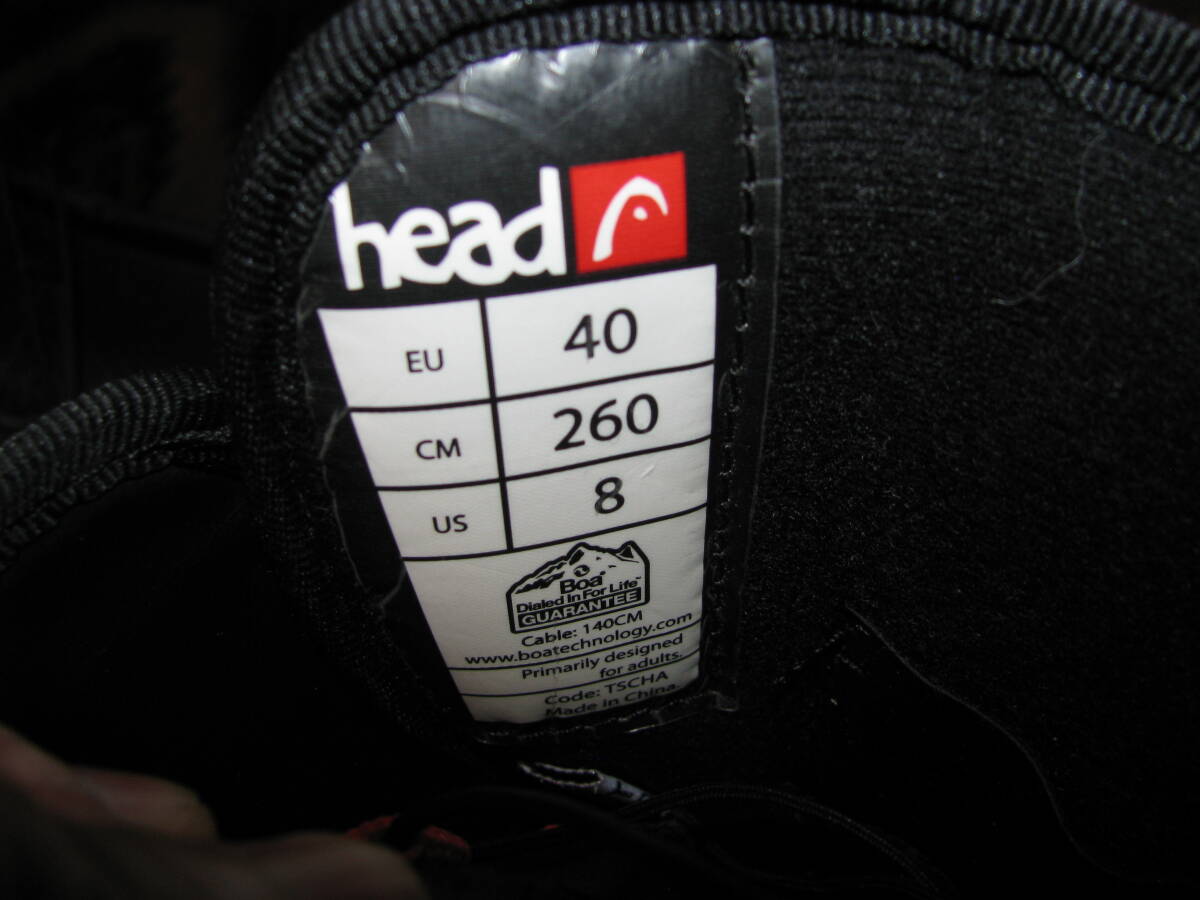 head
EU 40
CM 260
US 8
Boa
Dialed In For Life™
GUARANTEE
Cable: 140CM
www.boatechnology.com
Primarily designed
for adults.
Code: TSCHA
Made in China.